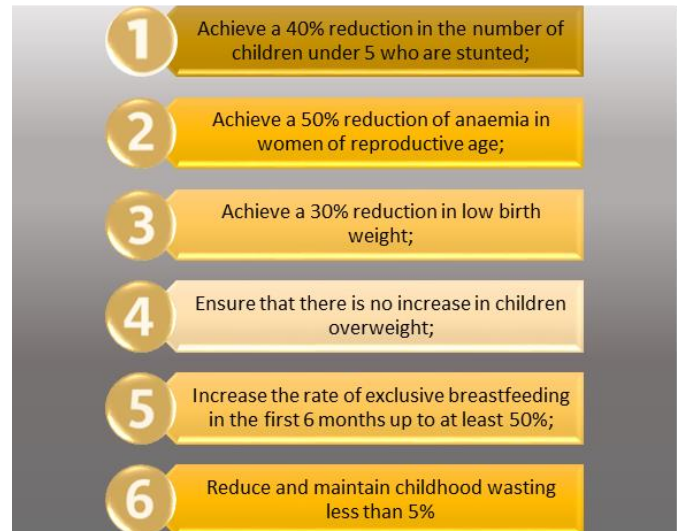 1
Achieve a 40% reduction in the number of
children under 5 who are stunted;
2
Achieve a 50% reduction of anaemia in
women of reproductive age;
3
Achieve a 30% reduction in low birth
weight;
4
Ensure that there is no increase in children
overweight;
5
Increase the rate of exclusive breastfeeding
in the first 6 months up to at least 50%;
6
Reduce and maintain childhood wasting
less than 5%